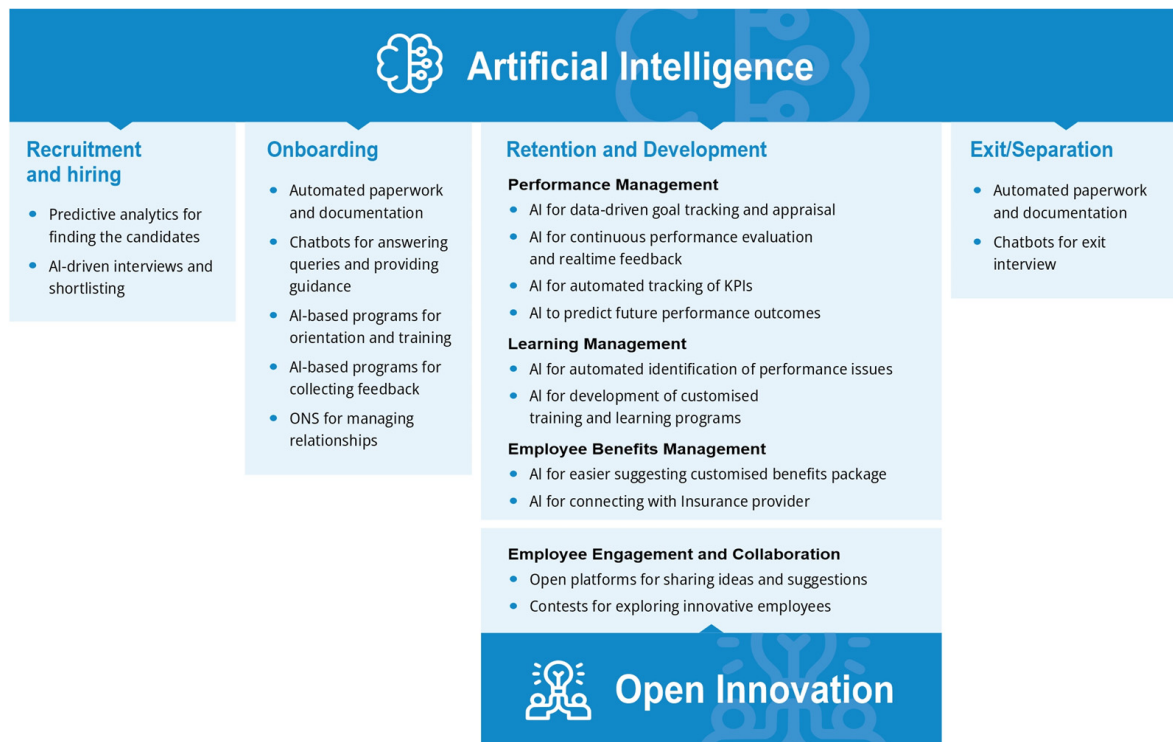 Artificial Intelligence
Recruitment
and hiring
• Predictive analytics for
finding the candidates
• AI-driven interviews and
shortlisting
Onboarding
• Automated paperwork
and documentation
• Chatbots for answering
queries and providing
guidance
• AI-based programs for
orientation and training
• AI-based programs for
collecting feedback
• ONS for managing
relationships
Retention and Development
Performance Management
• AI for data-driven goal tracking and appraisal
• AI for continuous performance evaluation
and realtime feedback
• AI for automated tracking of KPIs
• AI to predict future performance outcomes
Learning Management
• AI for automated identification of performance issues
• AI for development of customised
training and learning programs
Employee Benefits Management
• AI for easier suggesting customised benefits package
• AI for connecting with Insurance provider
Employee Engagement and Collaboration
• Open platforms for sharing ideas and suggestions
• Contests for exploring innovative employees
Open Innovation
Exit/Separation
• Automated paperwork
and documentation
• Chatbots for exit
interview